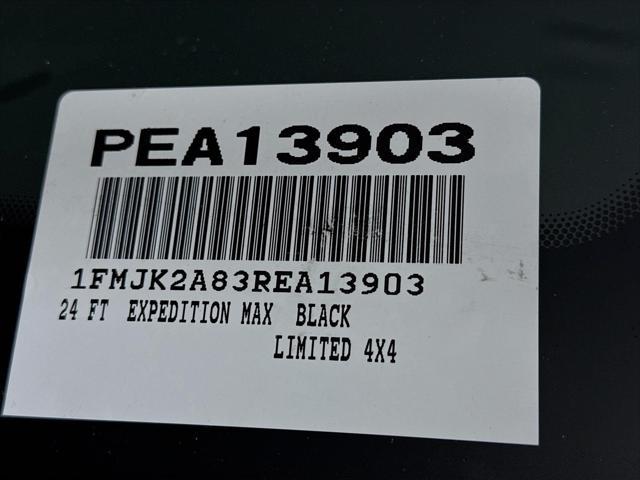 PEA13903
1FMJK2A83REA13903
24 FT EXPEDITION MAX BLACK
LIMITED 4X4